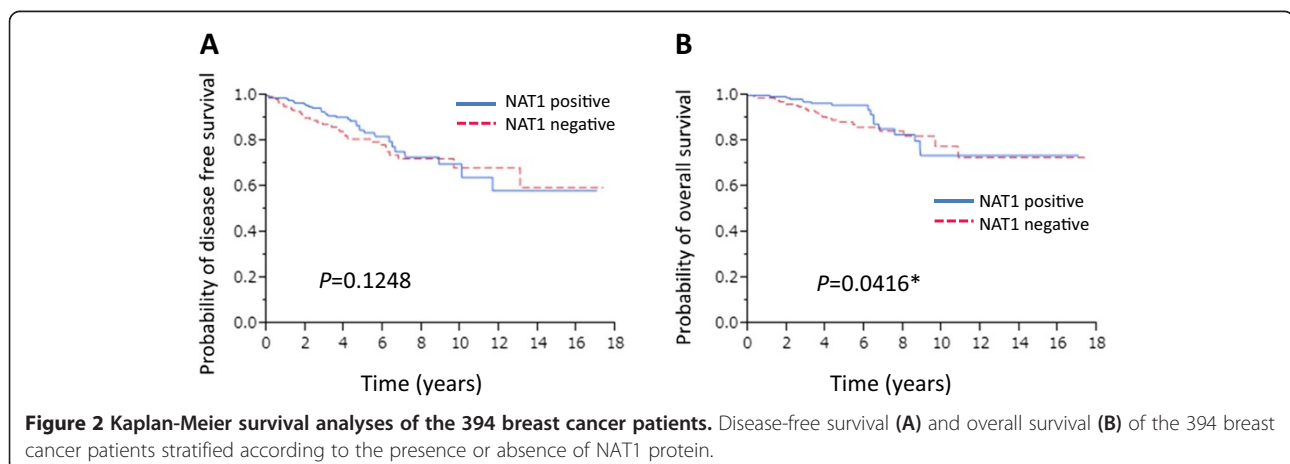 A
B
Probability of disease free survival
1.0
0.8
0.6
0.4
0.2
0.0
NAT1 positive
NAT1 negative
P=0.1248
0 2 4 6 8 10 12 14 16 18
Time (years)
Probability of overall survival
1.0
0.8
0.6
0.4
0.2
0.0
NAT1 positive
NAT1 negative
P=0.0416*
0 2 4 6 8 10 12 14 16 18
Time (years)
Figure 2 Kaplan-Meier survival analyses of the 394 breast cancer patients. Disease-free survival (A) and overall survival (B) of the 394 breast
cancer patients stratified according to the presence or absence of NAT1 protein.